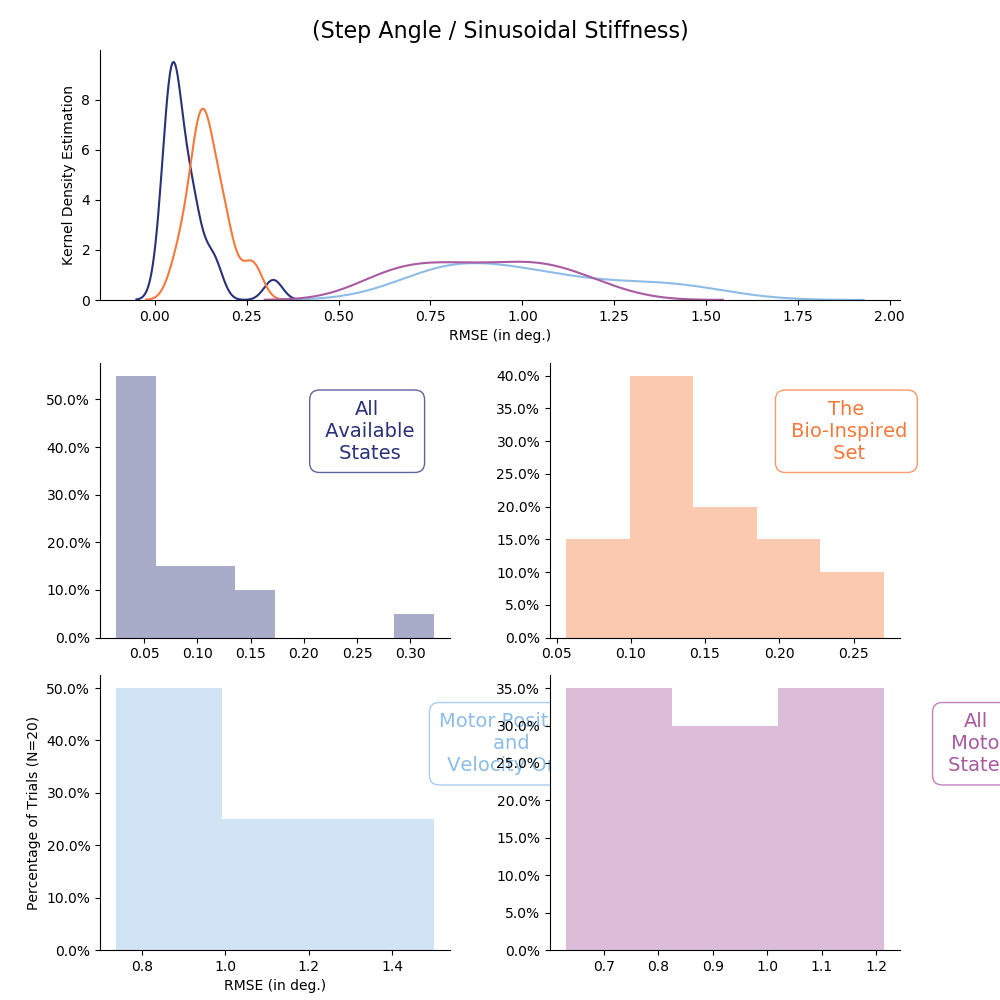 (Step Angle / Sinusoidal Stiffness)
Kernel Density Estimation
8
6
4
2
0
0.00 0.25 0.50 0.75 1.00 1.25 1.50 1.75 2.00
RMSE (in deg.)
50.0%
40.0%
30.0%
20.0%
10.0%
0.0%
All
Available
States
0.05 0.10 0.15 0.20 0.25 0.30
40.0%
35.0%
30.0%
25.0%
20.0%
15.0%
10.0%
5.0%
0.0%
The
Bio-Inspired
Set
0.05 0.10 0.15 0.20 0.25
Percentage of Trials (N=20)
50.0%
40.0%
30.0%
20.0%
10.0%
0.0%
Motor Posit
and
Velocity O
0.8 1.0 1.2 1.4
RMSE (in deg.)
35.0%
30.0%
25.0%
20.0%
15.0%
10.0%
5.0%
0.0%
All
Moto
State
0.7 0.8 0.9 1.0 1.1 1.2